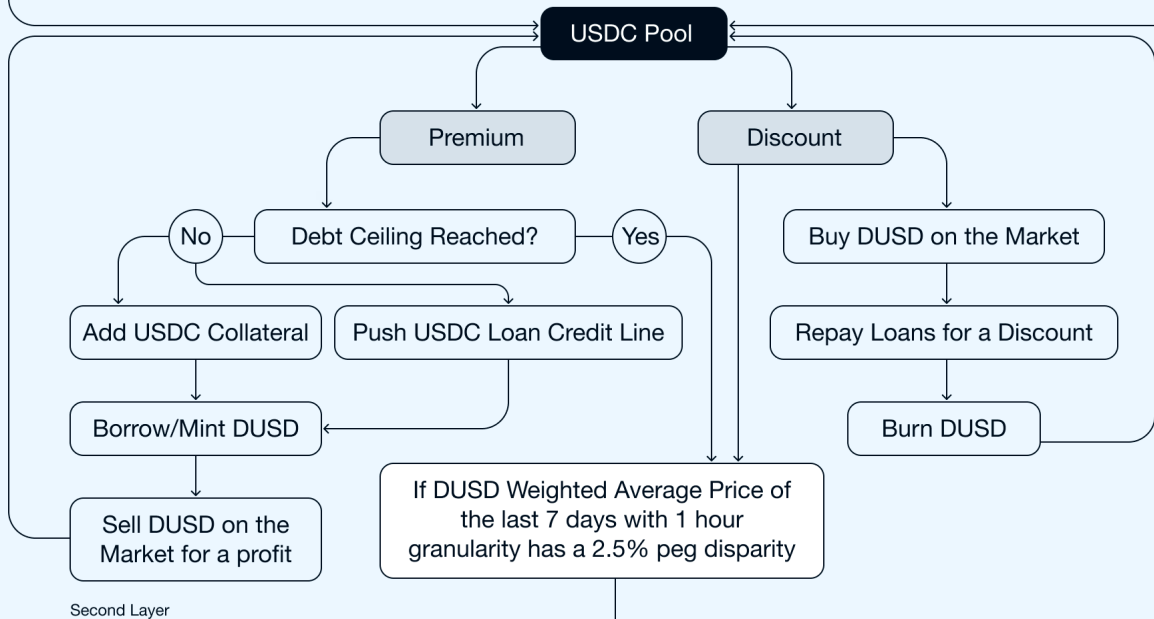 USDC Pool
Premium
Discount
No
Debt Ceiling Reached?
Yes
Buy DUSD on the Market
Add USDC Collateral
Push USDC Loan Credit Line
Repay Loans for a Discount
Borrow/Mint DUSD
Burn DUSD
If DUSD Weighted Average Price of
the last 7 days with 1 hour
granularity has a 2.5% peg disparity
Sell DUSD on the
Market for a profit
Second Layer